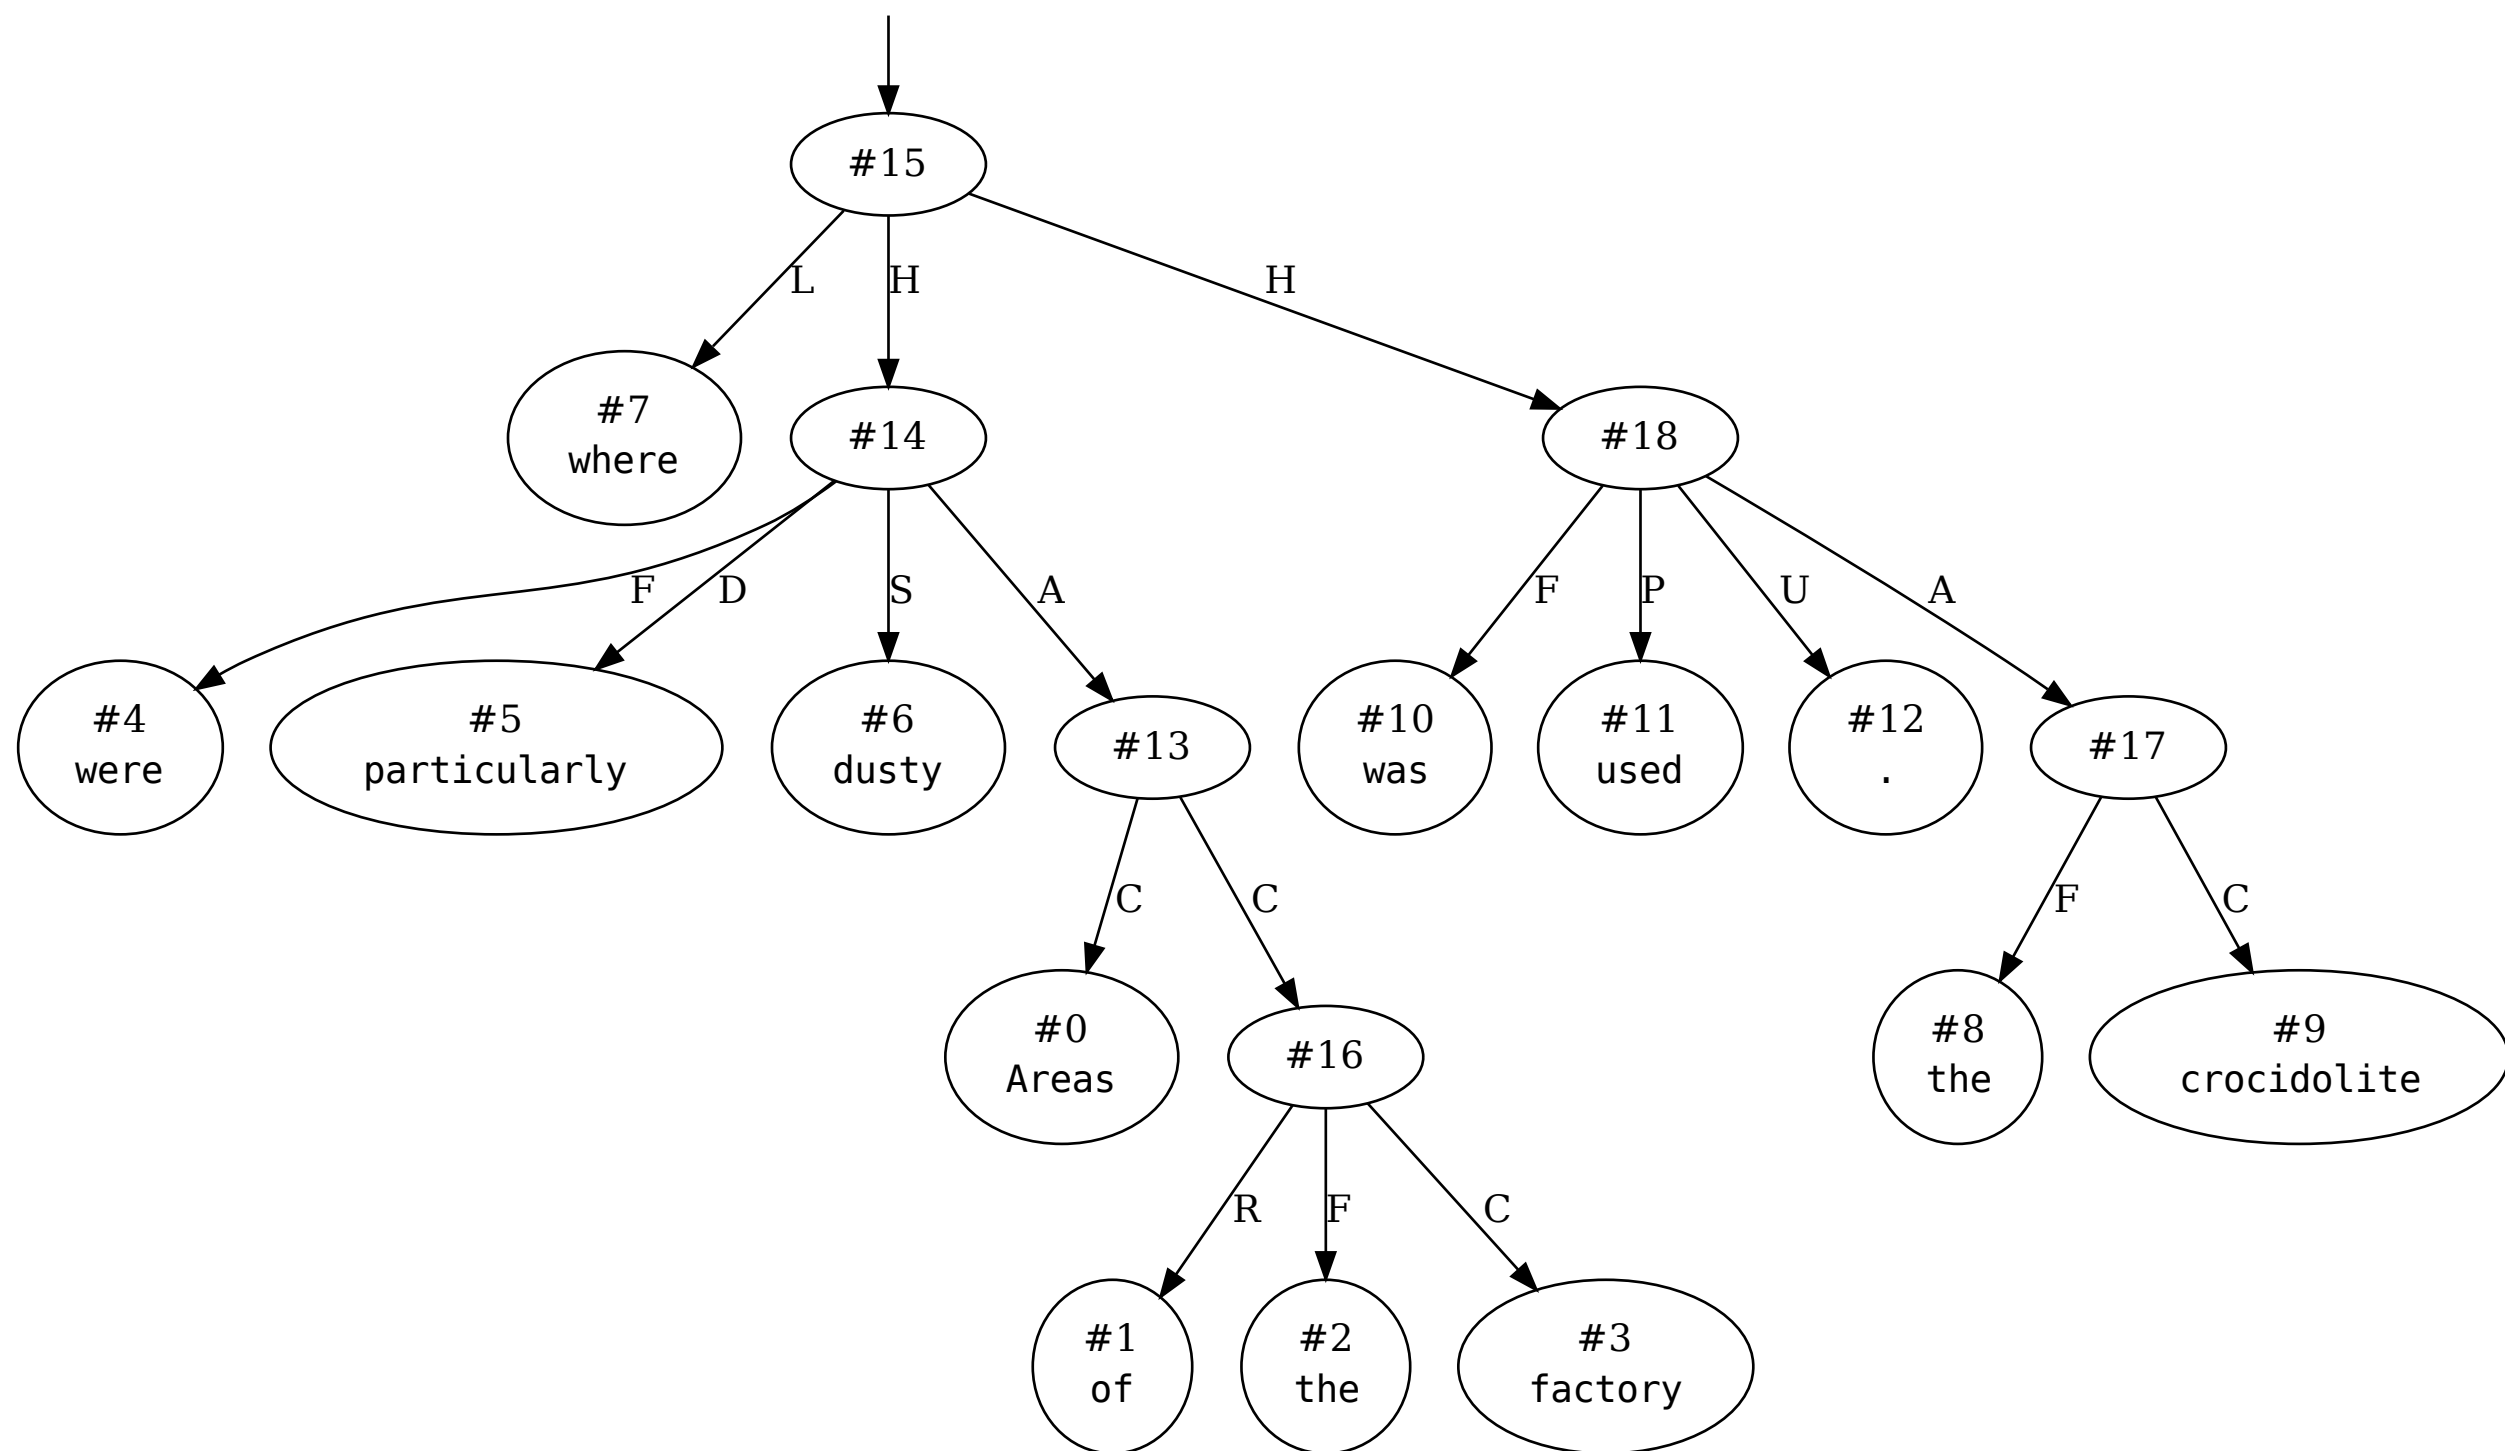 #15
L
H
H
#7
where
#14
#18
F
D
S
A
F
P
U
A
#4
were
#5
particularly
#6
dusty
#13
#10
was
#11
used
#12
.
#17
C
C
F
C
#0
Areas
#16
#8
the
#9
crocidolite
R
F
C
#1
of
#2
the
#3
factory